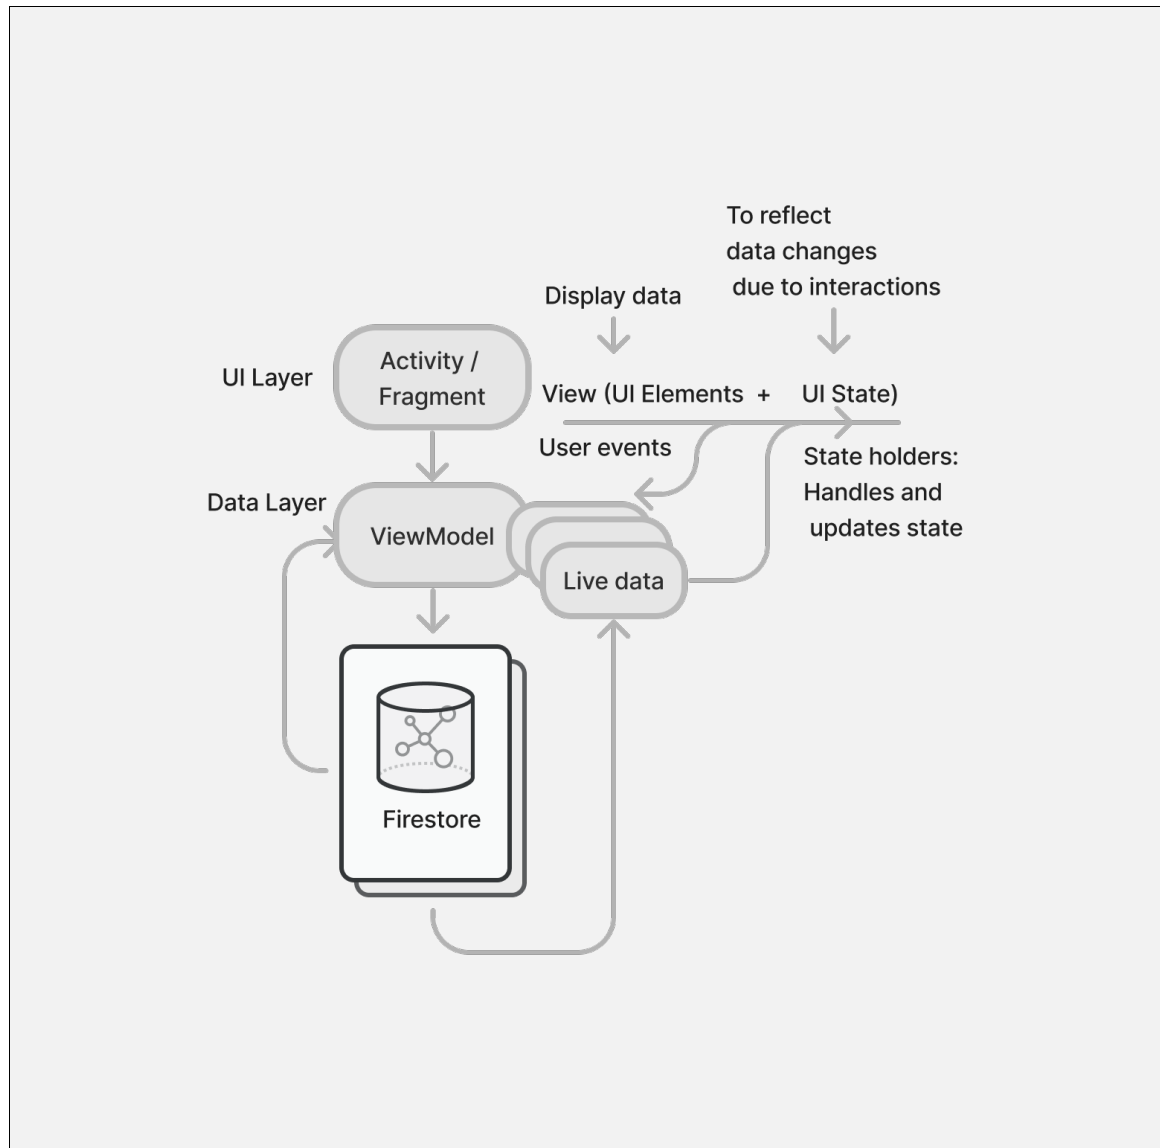 To reflect
data changes
due to interactions
Display data
Activity /
Fragment
UI Layer
View (UI Elements + UI State)
User events
State holders:
Handles and
updates state
Data Layer
ViewModel
Live data
Firestore